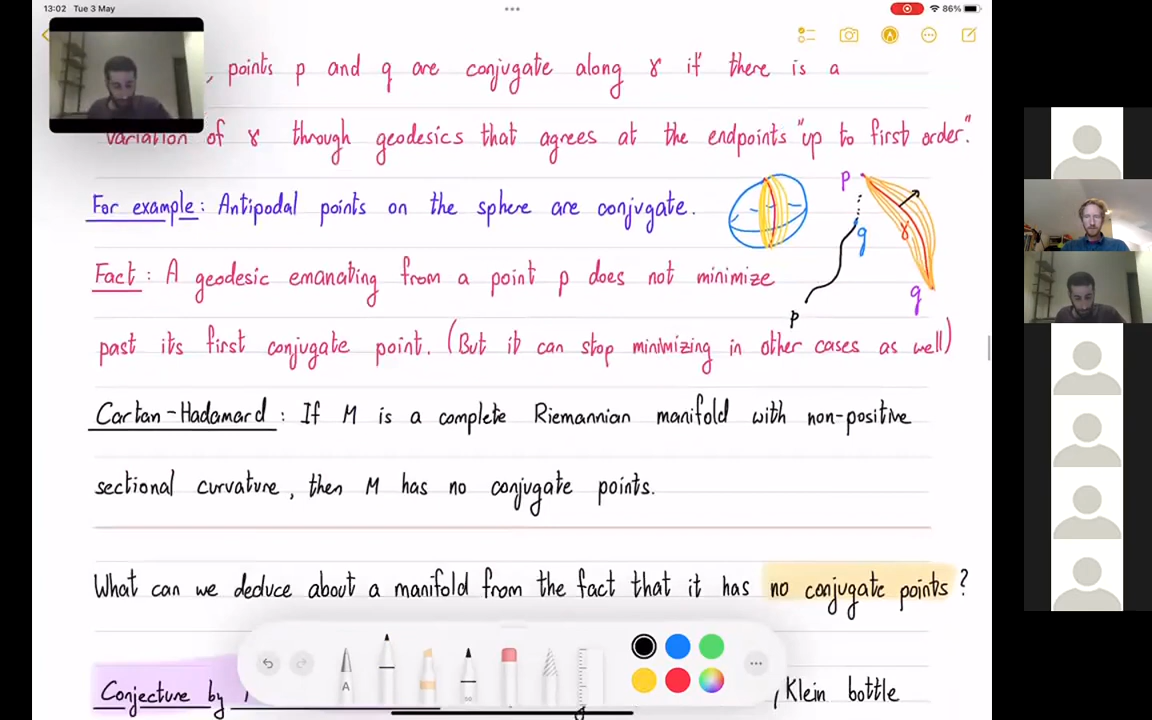 13:02 Tue 3 May
86%
, points p and q are conjugate along γ if there is a
variation of γ through geodesics that agrees at the endpoints "up to first order".
For example: Antipodal points on the sphere are conjugate.
p
q
γ
q
p
Fact: A geodesic emanating from a point p does not minimize
past its first conjugate point. (But it can stop minimizing in other cases as well)
Cartan-Hadamard: If M is a complete Riemannian manifold with non-positive
sectional curvature, then M has no conjugate points.
What can we deduce about a manifold from the fact that it has no conjugate points?
A
50
Conjecture by
, Klein bottle